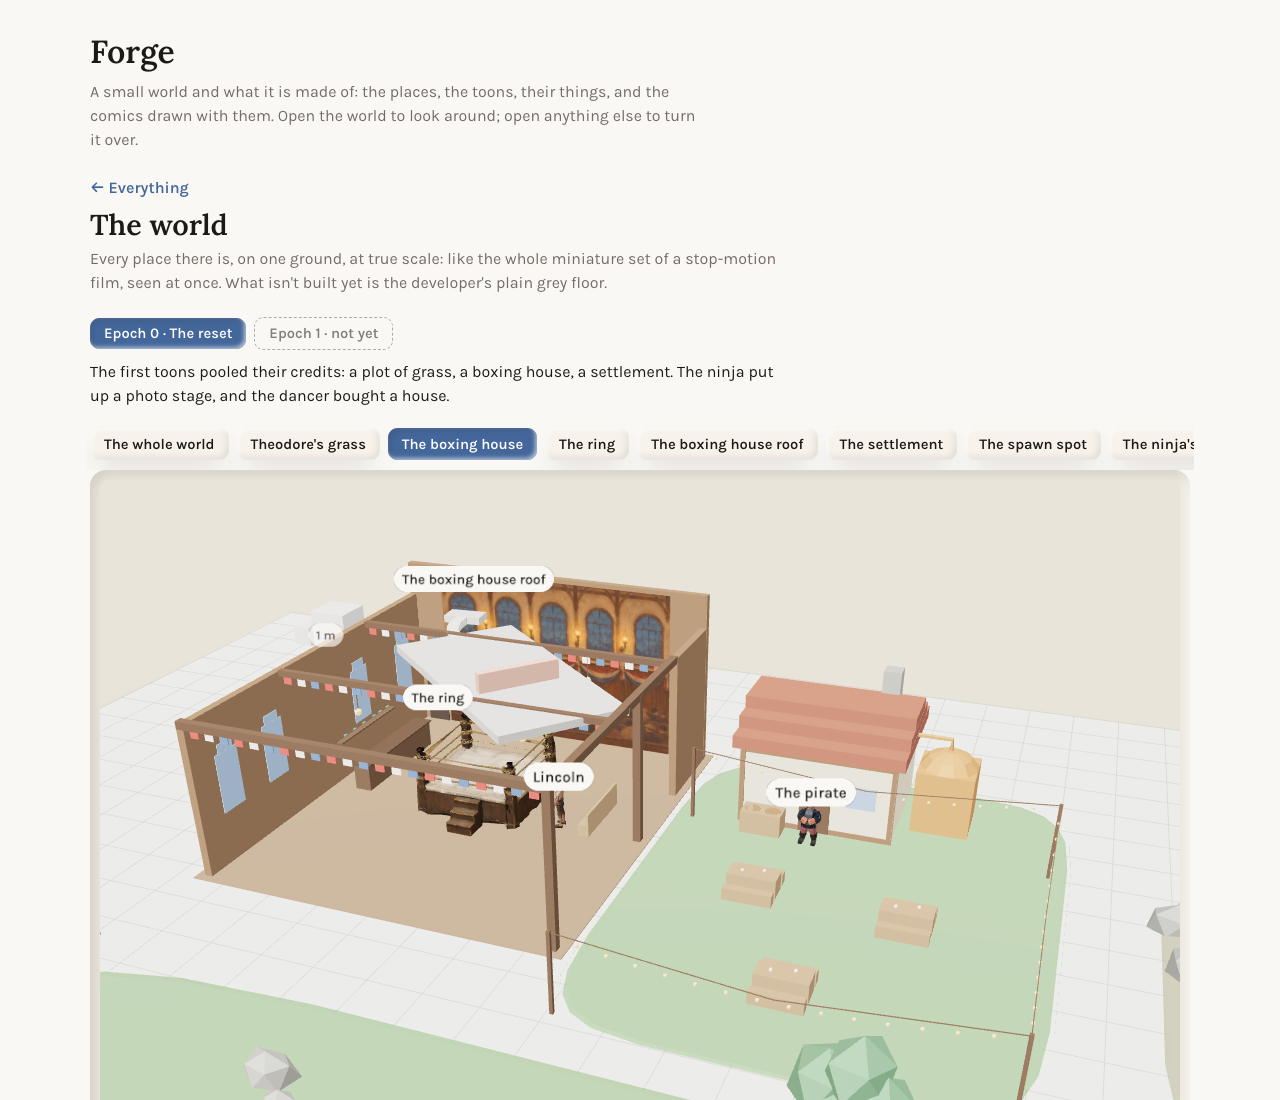 Forge
A small world and what it is made of: the places, the toons, their things, and the
comics drawn with them. Open the world to look around; open anything else to turn
it over.
← Everything
The world
Every place there is, on one ground, at true scale: like the whole miniature set of a stop-motion
film, seen at once. What isn't built yet is the developer's plain grey floor.
Epoch 0 · The reset
Epoch 1 · not yet
The first toons pooled their credits: a plot of grass, a boxing house, a settlement. The ninja put
up a photo stage, and the dancer bought a house.
The whole world
Theodore's grass
The boxing house
The ring
The boxing house roof
The settlement
The spawn spot
The ninja's
The boxing house roof
1 m
The ring
Lincoln
The pirate